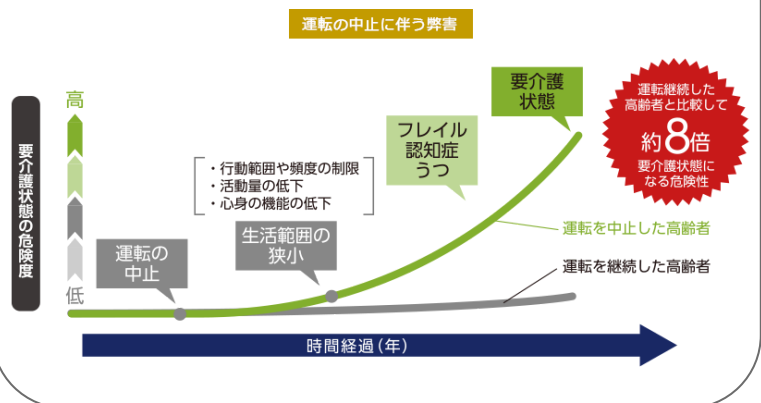 運転の中止に伴う弊害
要介護状態の危険度
高
低
運転の
中止
・行動範囲や頻度の制限
・活動量の低下
・心身の機能の低下
生活範囲の
狭小
フレイル
認知症
うつ
要介護
状態
運転継続した
高齢者と比較して
約8倍
要介護状態に
なる危険性
運転を中止した高齢者
運転を継続した高齢者
時間経過(年)